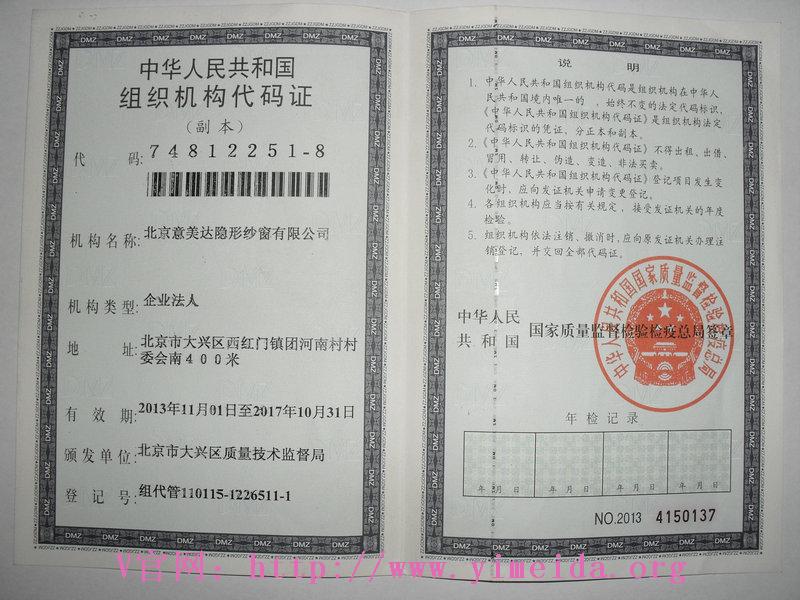 中华人民共和国
组织机构代码证
(副本)
代 码: 74812251-8
机构名称: 北京意美达隐形纱窗有限公司
机构类型: 企业法人
地 址: 北京市大兴区西红门镇团河南村村
委会南400米
有 效 期: 2013年11月01日至2017年10月31日
颁发单位: 北京市大兴区质量技术监督局
登 记 号: 组代管110115-1226511-1
说 明
1. 中华人民共和国组织机构代码是组织机构在中华人
民共和国境内唯一的、始终不变的法定代码标识,
《中华人民共和国组织机构代码证》是组织机构法定
代码标识的凭证,分正本和副本。
2. 《中华人民共和国组织机构代码证》不得出租、出借、
冒用、转让、伪造、变造、非法买卖。
3. 《中华人民共和国组织机构代码证》登记项目发生变
化时,应向发证机关申请变更登记。
4. 各组织机构应当按有关规定,接受发证机关的年度
检验。
5. 组织机构依法注销、撤消时,应向原发证机关办理注
销登记,并交回全部代码证。
中华人民
共和国 国家质量监督检验检疫总局签章
中华人民共和国国家质量监督检验检疫总局
年检记录
年 月 日 年 月 日 年 月 日 年 月 日
NO.2013 4150137
V官网: http://www.yimeida.org